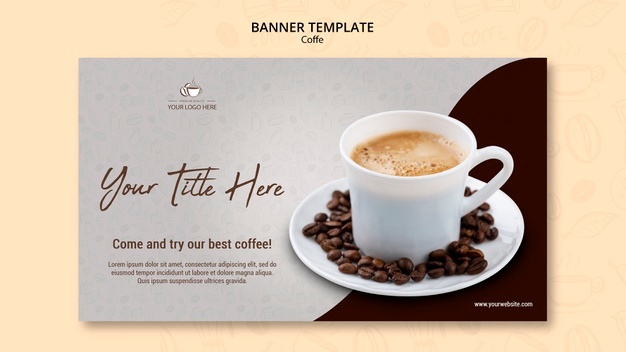 BANNER TEMPLATE
Coffe
PREMIUM QUALITY
YOUR LOGO HERE
Your Title Here
Come and try our best coffee!
Lorem ipsum dolor sit amet, consectetur adipiscing elit,
sed do eiusmod tempor incididunt ut labore et dolore magna aliqua.
Quis ipsum suspendisse ultrices gravida.
www.yourwebsite.com